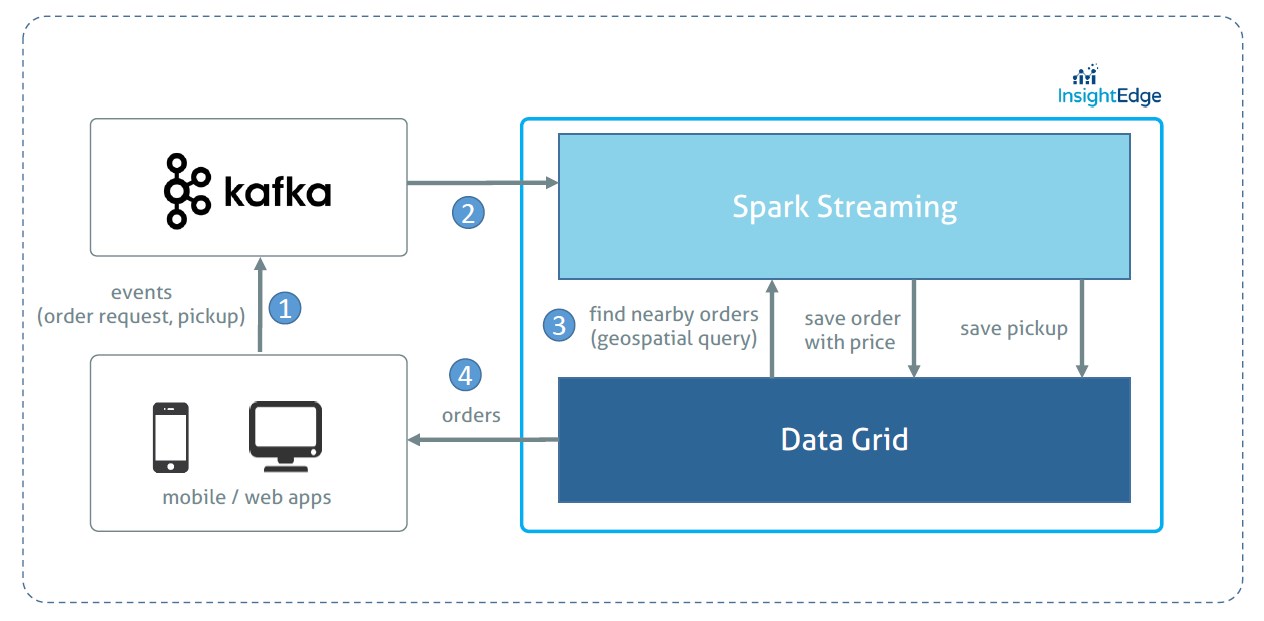 InsightEdge
kafka
Spark Streaming
2
events
(order request, pickup)
1
3
find nearby orders
(geospatial query)
save order
with price
save pickup
4
orders
Data Grid
mobile / web apps